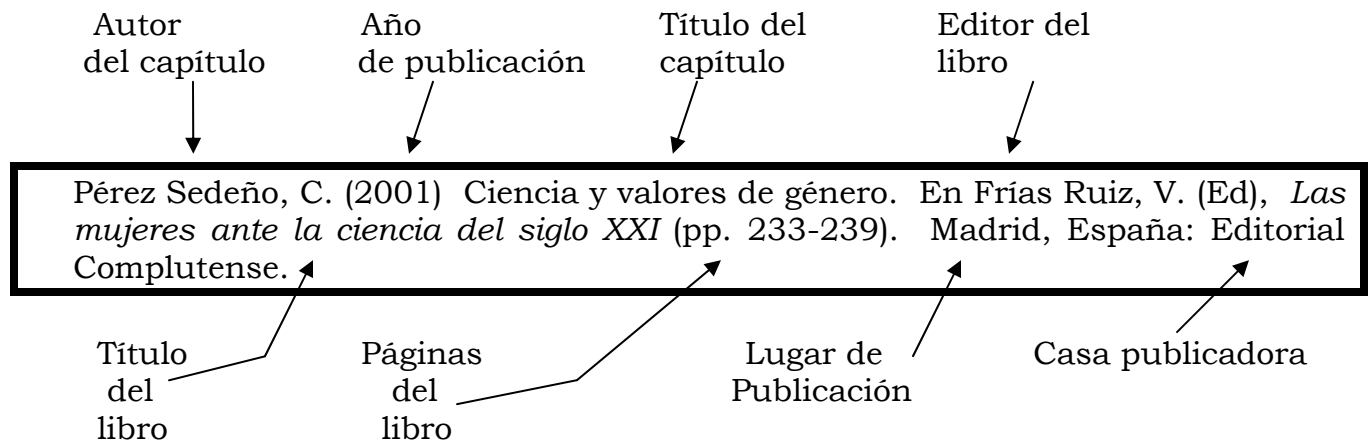 Autor
del capítulo
Año
de publicación
Título del
capítulo
Editor del
libro
Pérez Sedeño, C. (2001) Ciencia y valores de género. En Frías Ruiz, V. (Ed), Las
mujeres ante la ciencia del siglo XXI (pp. 233-239). Madrid, España: Editorial
Complutense.
Título
del
libro
Páginas
del
libro
Lugar de
Publicación
Casa publicadora